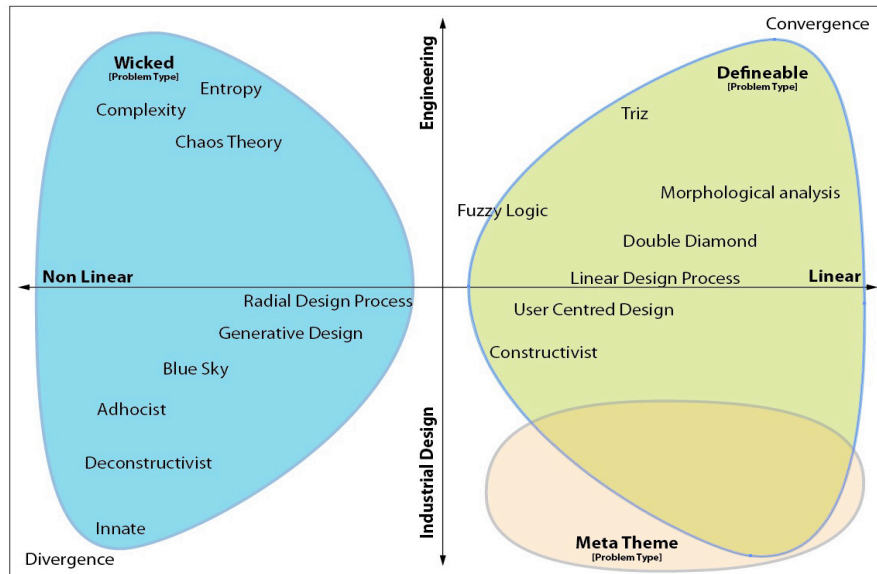 Convergence
Wicked
[Problem Type]
Entropy
Complexity
Chaos Theory
Engineering
Defineable
[Problem Type]
Triz
Morphological analysis
Fuzzy Logic
Double Diamond
Non Linear
Linear Design Process
Linear
Radial Design Process
User Centred Design
Generative Design
Constructivist
Blue Sky
Adhocist
Deconstructivist
Industrial Design
Innate
Divergence
Meta Theme
[Problem Type]